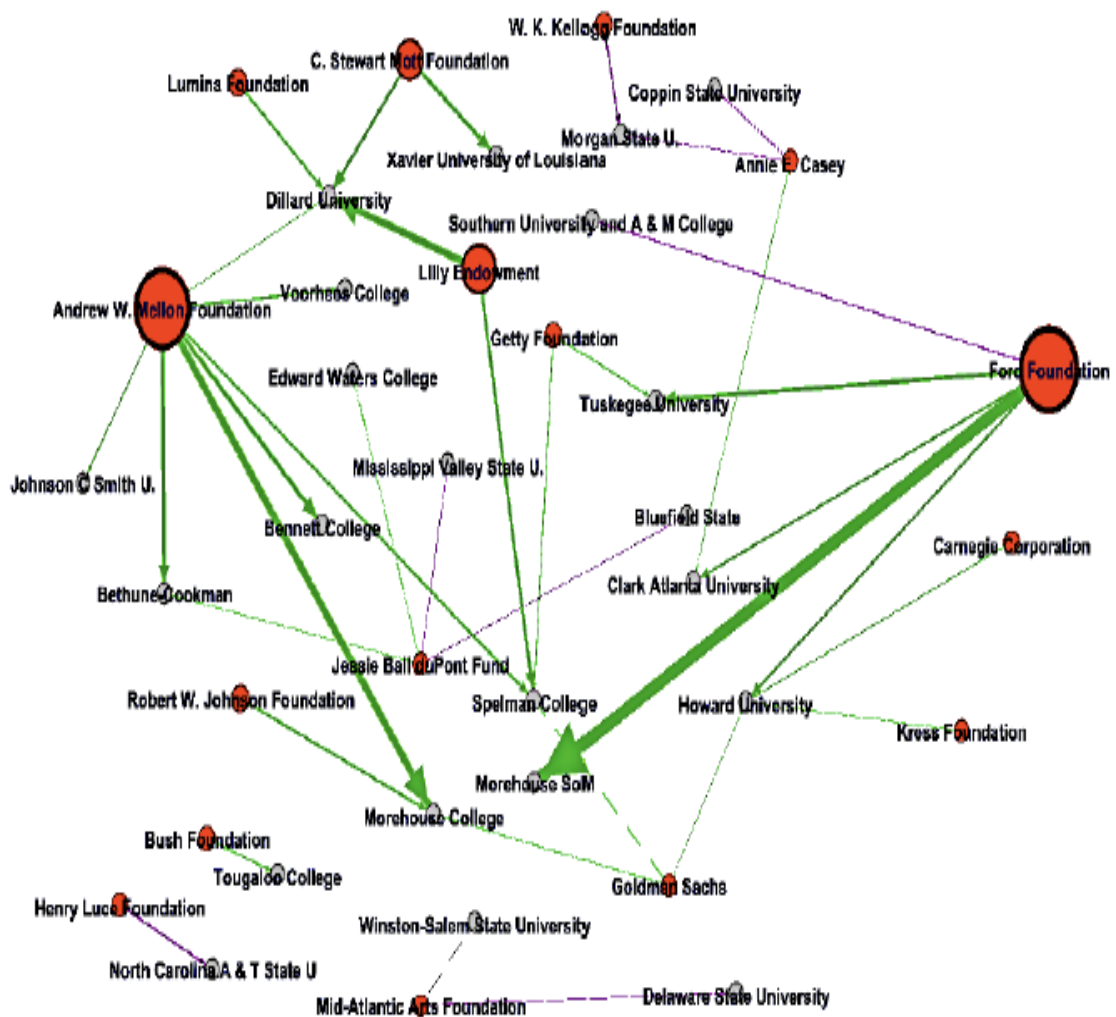 W. K. Kellogg Foundation
C. Stewart Mott Foundation
Lumina Foundation
Coppin State University
Morgan State U.
Xavier University of Louisiana
Annie E. Casey
Dillard University
Southern University and A & M College
Lilly Endowment
Voorhees College
Andrew W. Mellon Foundation
Getty Foundation
Ford Foundation
Edward Waters College
Tuskegee University
Mississippi Valley State U.
Johnson C Smith U.
Bluefield State
Bennett College
Carnegie Corporation
Clark Atlanta University
Bethune-Cookman
Jessie Ball duPont Fund
Robert W. Johnson Foundation
Spelman College
Howard University
Kress Foundation
Morehouse SoM
Morehouse College
Bush Foundation
Tougaloo College
Goldman Sachs
Henry Luce Foundation
Winston-Salem State University
North Carolina A & T State U
Delaware State University
Mid-Atlantic Arts Foundation